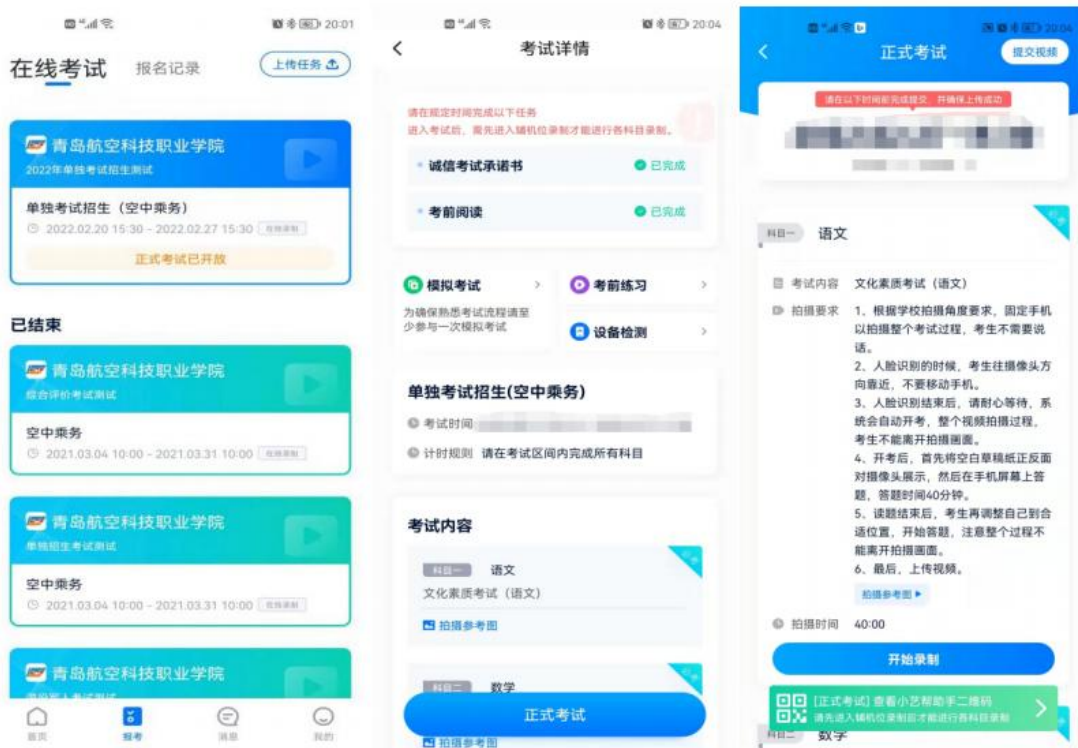 20:01
在线考试
报名记录
上传任务
青岛航空科技职业学院
2022年单独考试招生测试
单独考试招生（空中乘务）
2022.02.20 15:30 - 2022.02.27 15:30 在线录制
正式考试已开放
已结束
青岛航空科技职业学院
综合评价考试测试
空中乘务
2021.03.04 10:00 - 2021.03.31 10:00 在线录制
青岛航空科技职业学院
单独招生考试测试
空中乘务
2021.03.04 10:00 - 2021.03.31 10:00 在线录制
青岛航空科技职业学院
首页
报考
消息
我的
20:04
考试详情
请在规定时间完成以下任务
进入考试后，需先进入辅机位录制才能进行各科目录制。
诚信考试承诺书
已完成
考前阅读
已完成
模拟考试
为确保熟悉考试流程请至
少参与一次模拟考试
考前练习
设备检测
单独考试招生(空中乘务)
考试时间
计时规则 请在考试区间内完成所有科目
考试内容
科目一 语文
文化素质考试（语文）
拍摄参考图
科目二 数学
正式考试
拍摄参考图
20:04
正式考试
提交视频
请在以下时间前完成提交，并确保上传成功
科目一 语文
考试内容 文化素质考试（语文）
拍摄要求 1、根据学校拍摄角度要求，固定手机
以拍摄整个考试过程，考生不需要说
话。
2、人脸识别的时候，考生往摄像头方
向靠近，不要移动手机。
3、人脸识别结束后，请耐心等待，系
统会自动开考，整个视频拍摄过程，
考生不能离开拍摄画面。
4、开考后，首先将空白草稿纸正反面
对摄像头展示，然后在手机屏幕上答
题，答题时间40分钟。
5、读题结束后，考生再调整自己到合
适位置，开始答题，注意整个过程不
能离开拍摄画面。
6、最后，上传视频。
拍摄参考图
拍摄时间 40:00
开始录制
[正式考试] 查看小艺帮助手二维码
请先进入辅机位录制后才能进行各科目录制
科目二 数学